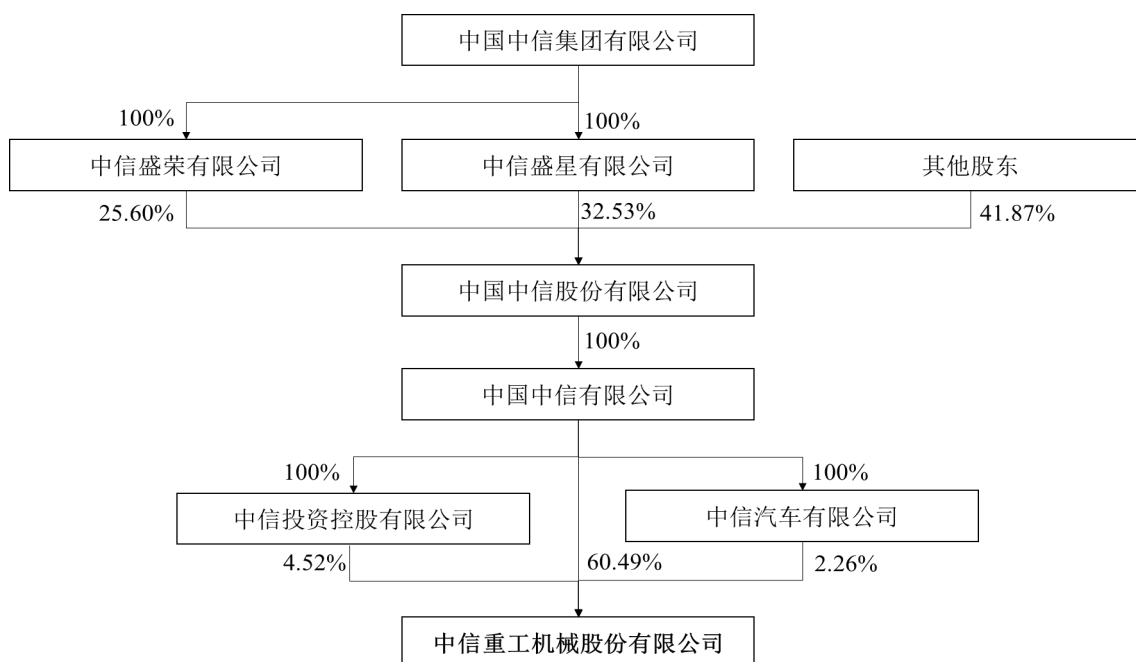 中国中信集团有限公司
100%
100%
中信盛荣有限公司
中信盛星有限公司
其他股东
25.60%
32.53%
41.87%
中国中信股份有限公司
100%
中国中信有限公司
100%
100%
中信投资控股有限公司
中信汽车有限公司
4.52%
60.49%
2.26%
中信重工机械股份有限公司